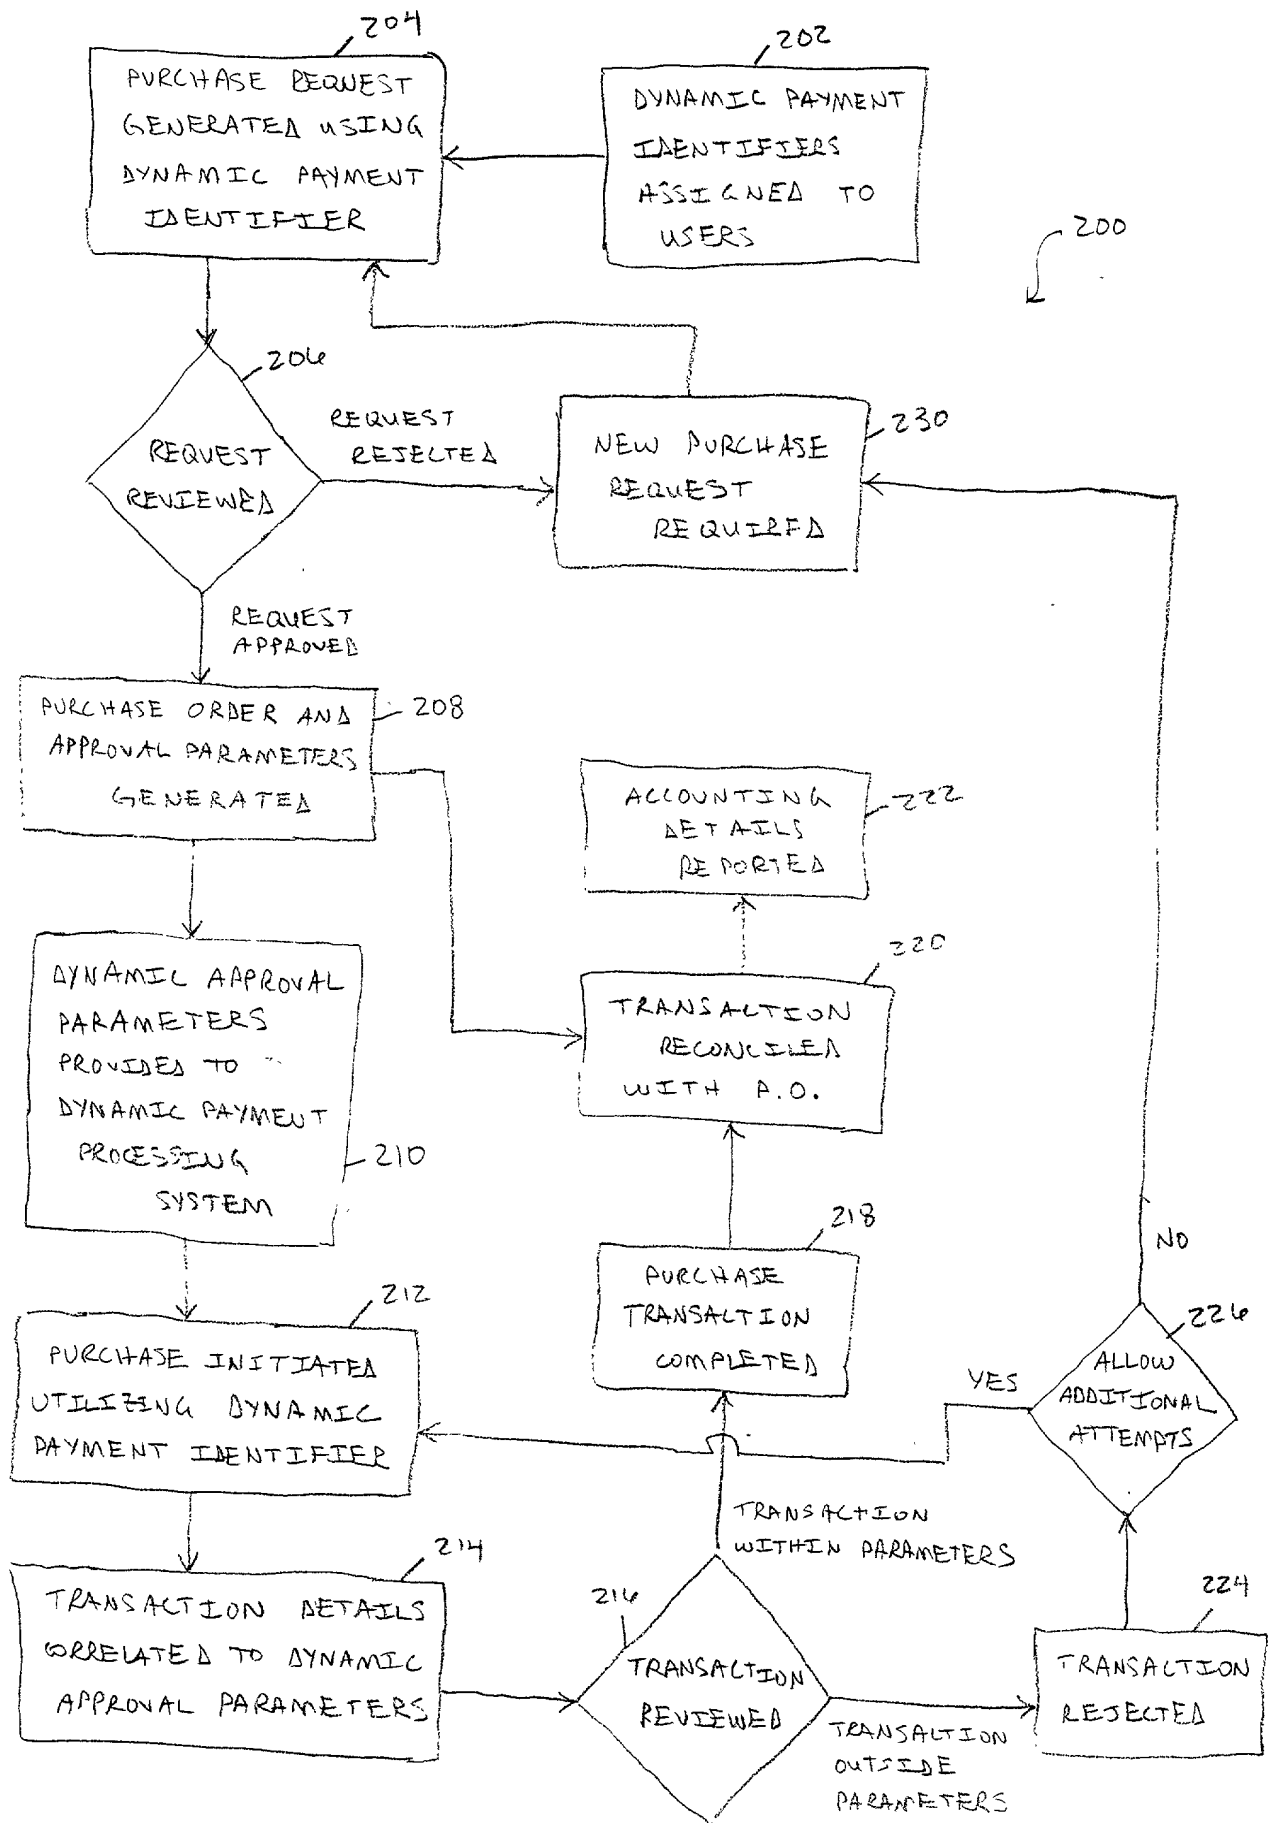 204
PURCHASE REQUEST
GENERATED USING
DYNAMIC PAYMENT
IDENTIFIER
202
DYNAMIC PAYMENT
IDENTIFIERS
ASSIGNED TO
USERS
200
206
REQUEST
REVIEWED
REQUEST
REJECTED
230
NEW PURCHASE
REQUEST
REQUIRED
REQUEST
APPROVED
208
PURCHASE ORDER AND
APPROVAL PARAMETERS
GENERATED
222
ACCOUNTING
DETAILS
REPORTED
DYNAMIC APPROVAL
PARAMETERS
PROVIDED TO
DYNAMIC PAYMENT
PROCESSING
SYSTEM
210
220
TRANSACTION
RECONCILED
WITH P.O.
218
PURCHASE
TRANSACTION
COMPLETED
NO
212
PURCHASE INITIATED
UTILIZING DYNAMIC
PAYMENT IDENTIFIER
YES
226
ALLOW
ADDITIONAL
ATTEMPTS
TRANSACTION
WITHIN PARAMETERS
214
TRANSACTION DETAILS
CORRELATED TO DYNAMIC
APPROVAL PARAMETERS
216
TRANSACTION
REVIEWED
TRANSACTION
OUTSIDE
PARAMETERS
224
TRANSACTION
REJECTED